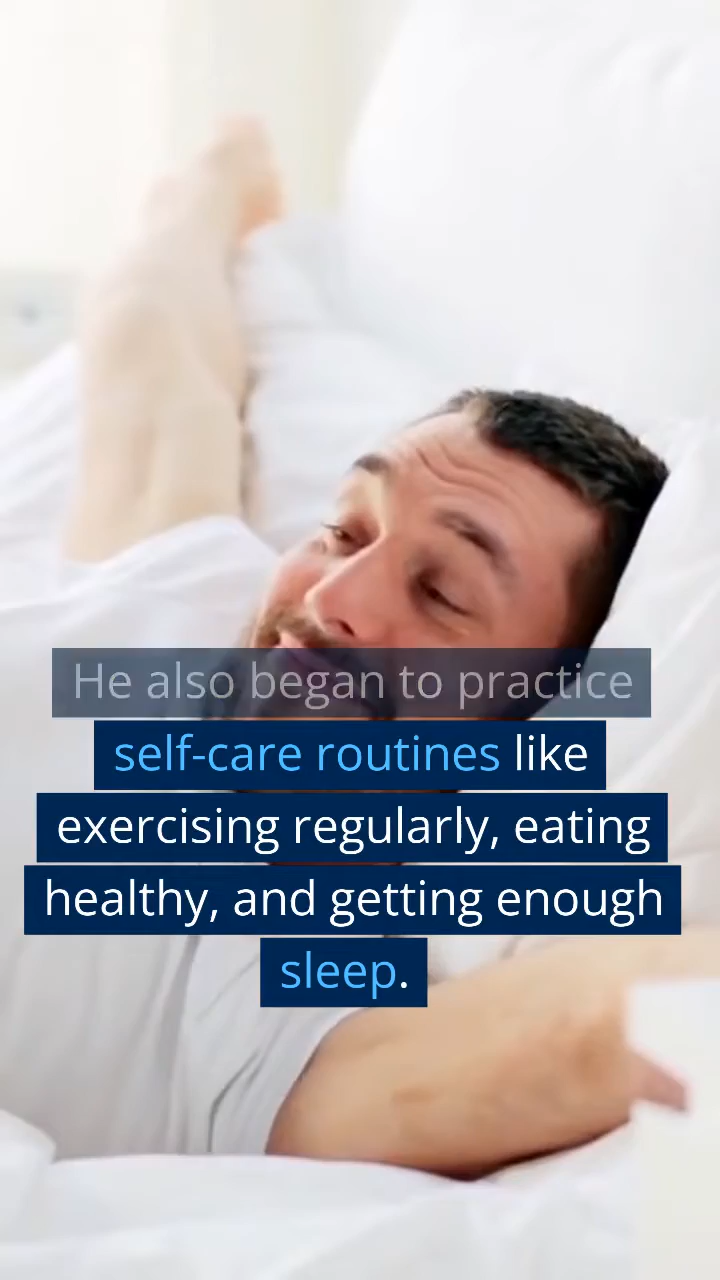 He also began to practice
self-care routines like
exercising regularly, eating
healthy, and getting enough
sleep.